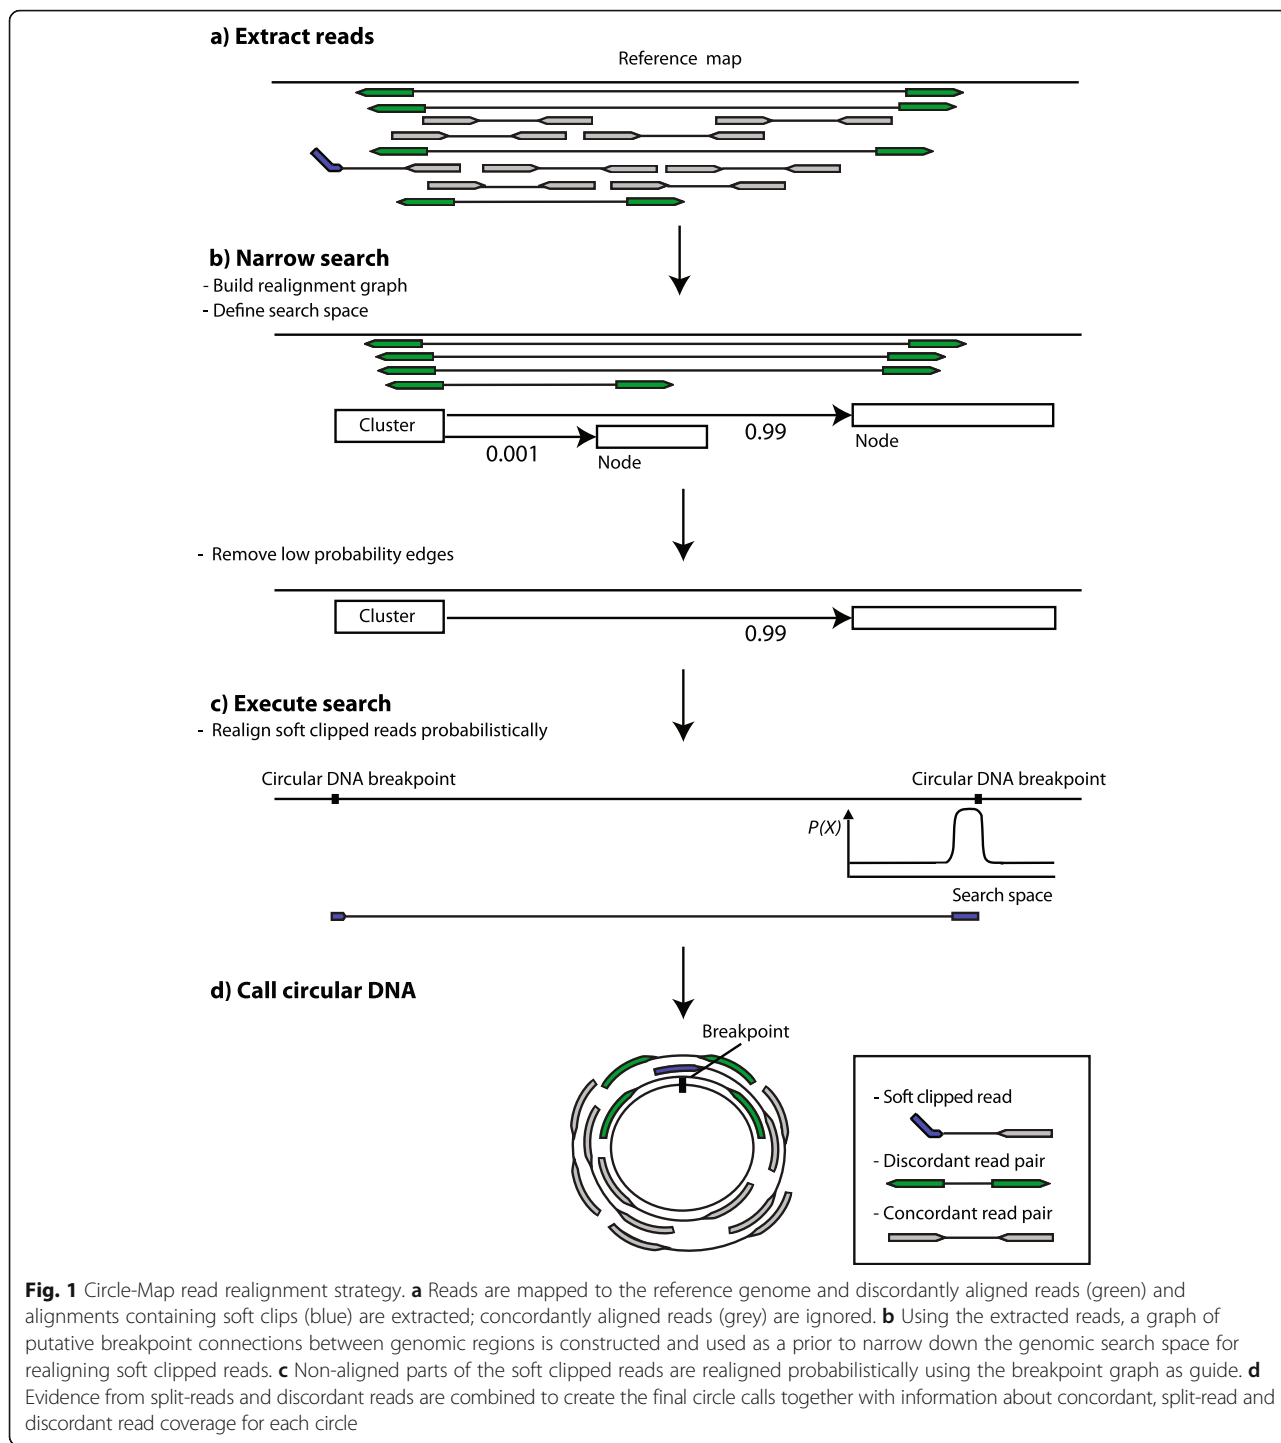 a) Extract reads
Reference map
b) Narrow search
- Build realignment graph
- Define search space
Cluster
0.99
0.001
Node
Node
- Remove low probability edges
Cluster
0.99
c) Execute search
- Realign soft clipped reads probabilistically
Circular DNA breakpoint
Circular DNA breakpoint
P(X)
Search space
d) Call circular DNA
Breakpoint
- Soft clipped read
- Discordant read pair
- Concordant read pair
Fig. 1 Circle-Map read realignment strategy. a Reads are mapped to the reference genome and discordantly aligned reads (green) and
alignments containing soft clips (blue) are extracted; concordantly aligned reads (grey) are ignored. b Using the extracted reads, a graph of
putative breakpoint connections between genomic regions is constructed and used as a prior to narrow down the genomic search space for
realigning soft clipped reads. c Non-aligned parts of the soft clipped reads are realigned probabilistically using the breakpoint graph as guide. d
Evidence from split-reads and discordant reads are combined to create the final circle calls together with information about concordant, split-read and
discordant read coverage for each circle